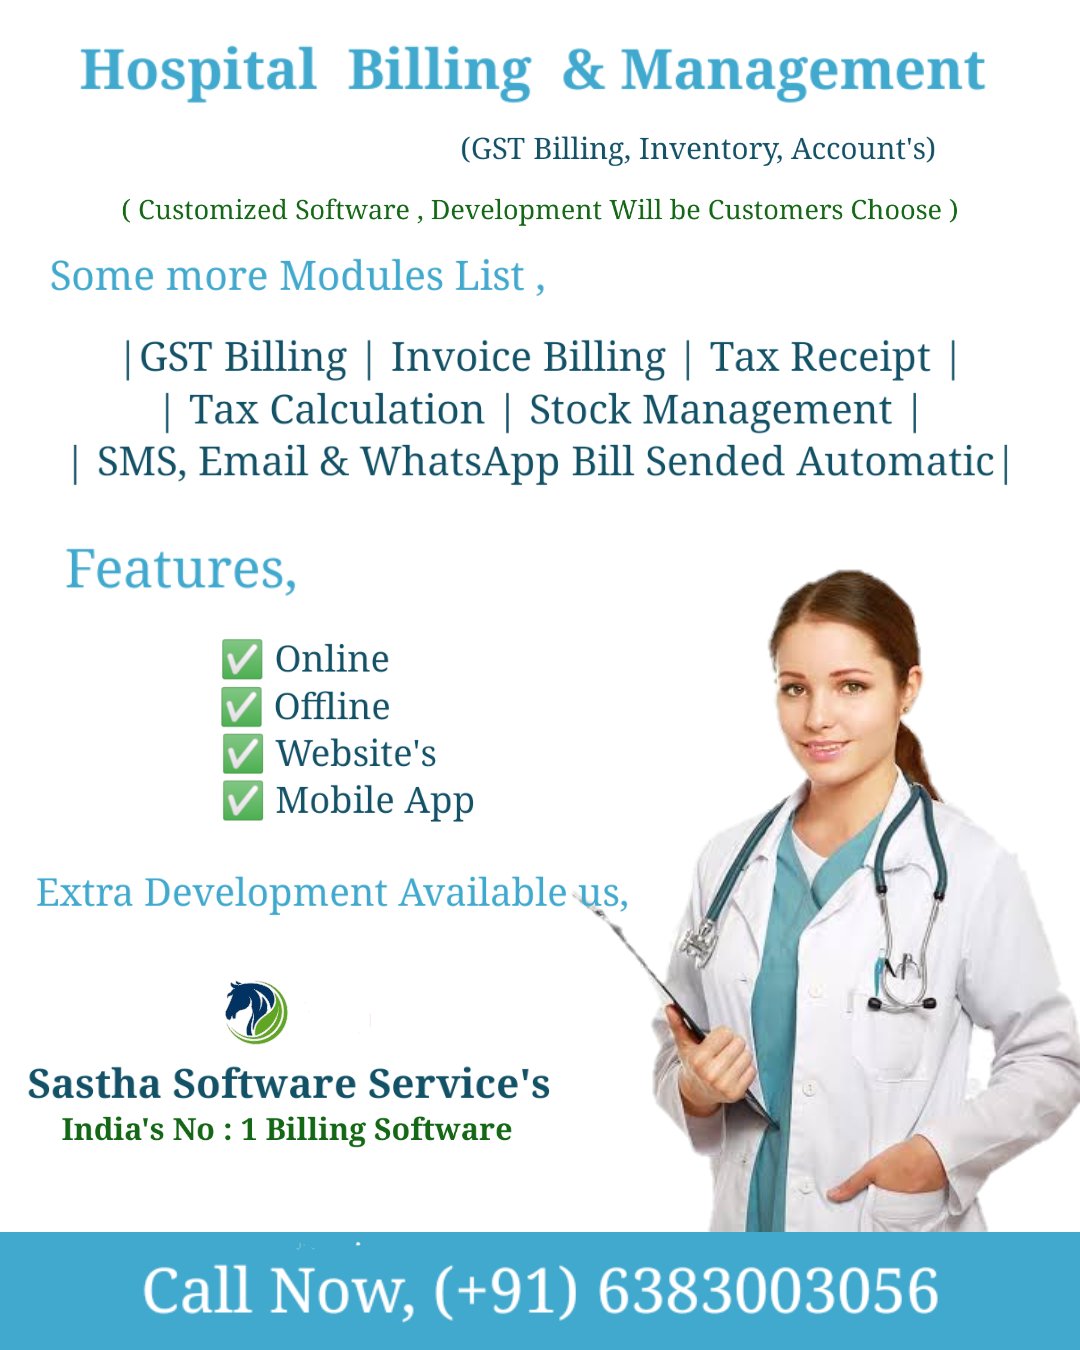 Hospital Billing & Management
(GST Billing, Inventory, Account's)
( Customized Software , Development Will be Customers Choose )
Some more Modules List ,
|GST Billing | Invoice Billing | Tax Receipt |
| Tax Calculation | Stock Management |
| SMS, Email & WhatsApp Bill Sended Automatic|
Features,
✅ Online
✅ Offline
✅ Website's
✅ Mobile App
Extra Development Available us,
Sastha Software Service's
India's No : 1 Billing Software
Call Now, (+91) 6383003056